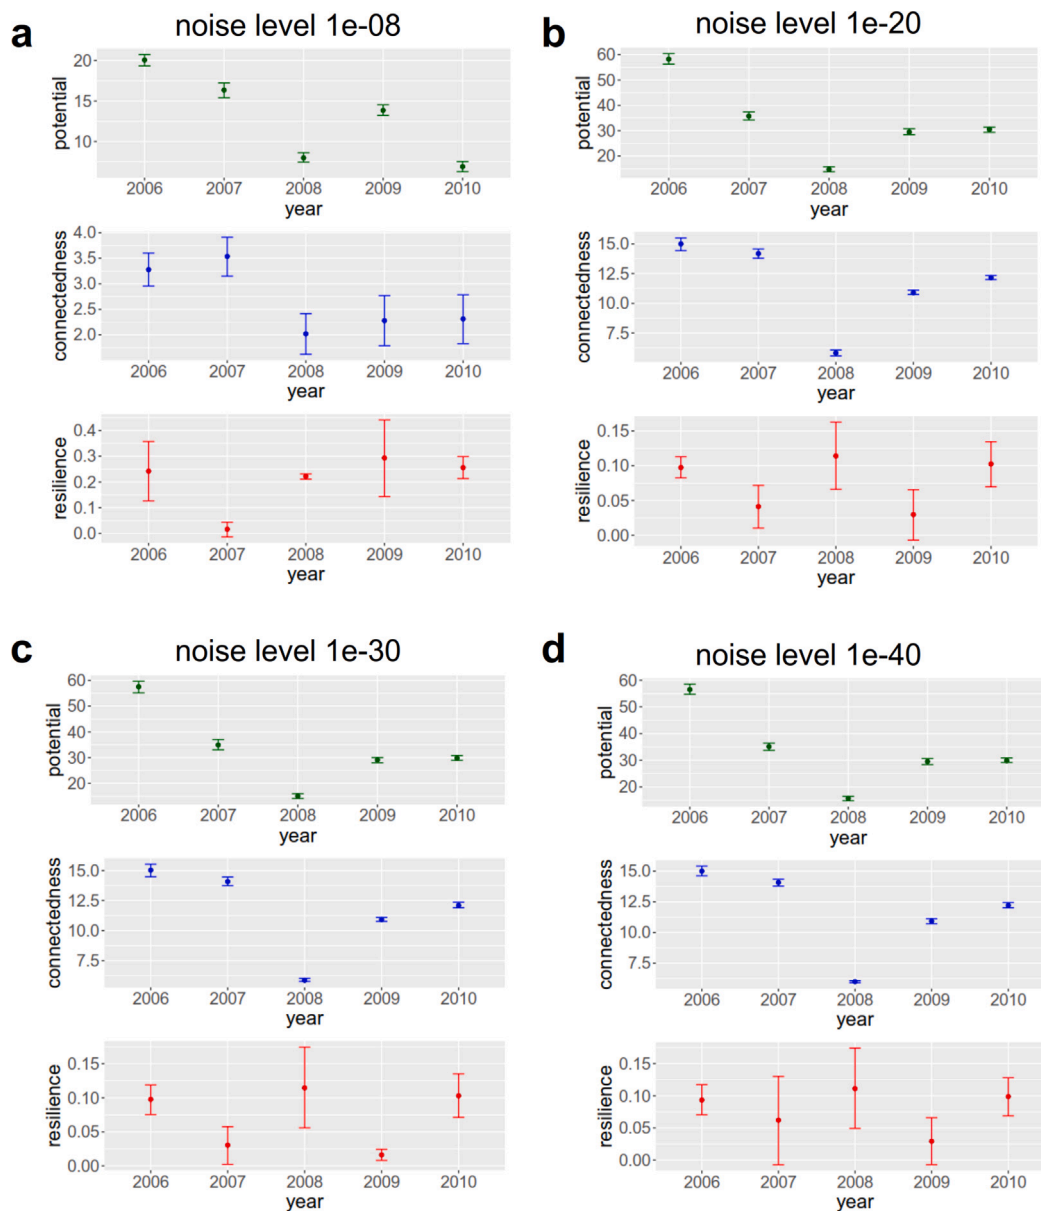 a
noise level 1e-08
20
15
10
potential
2006 2007 2008 2009 2010
year
4.0
3.5
3.0
2.5
2.0
connectedness
2006 2007 2008 2009 2010
year
0.4
0.3
0.2
0.1
0.0
resilience
2006 2007 2008 2009 2010
year
b
noise level 1e-20
60
50
40
30
20
potential
2006 2007 2008 2009 2010
year
15.0
12.5
10.0
7.5
connectedness
2006 2007 2008 2009 2010
year
0.15
0.10
0.05
0.00
resilience
2006 2007 2008 2009 2010
year
c
noise level 1e-30
60
50
40
30
20
potential
2006 2007 2008 2009 2010
year
15.0
12.5
10.0
7.5
connectedness
2006 2007 2008 2009 2010
year
0.15
0.10
0.05
0.00
resilience
2006 2007 2008 2009 2010
year
d
noise level 1e-40
60
50
40
30
20
potential
2006 2007 2008 2009 2010
year
15.0
12.5
10.0
7.5
connectedness
2006 2007 2008 2009 2010
year
0.15
0.10
0.05
0.00
resilience
2006 2007 2008 2009 2010
year